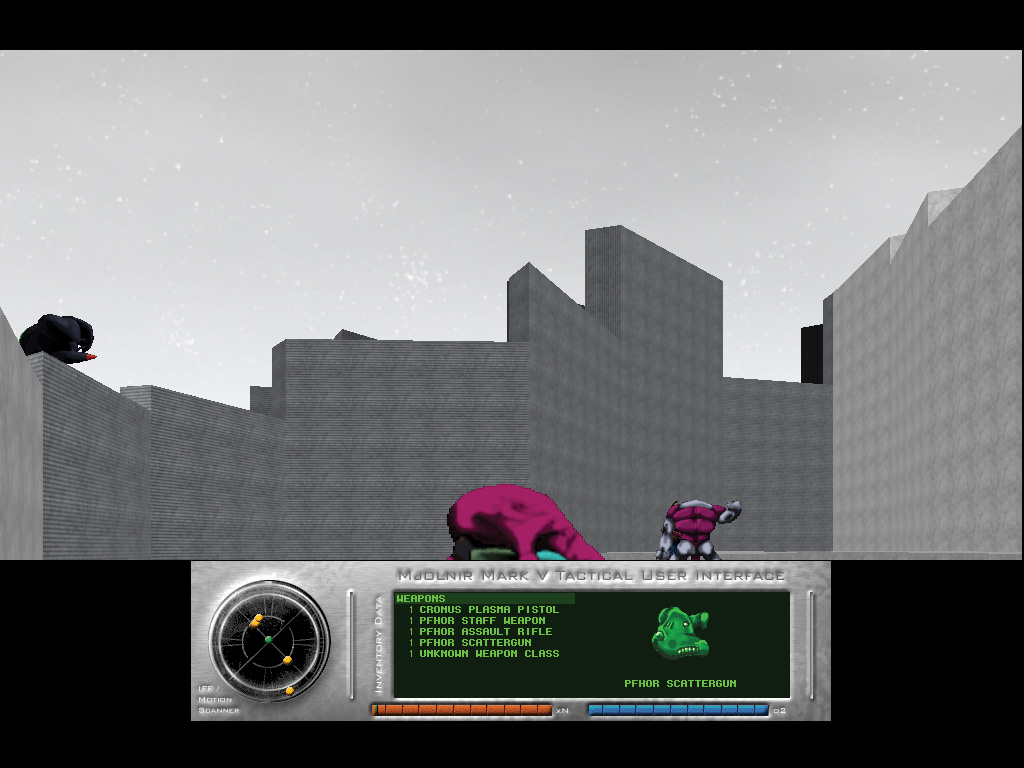 Mjolnir Mark V Tactical User Interface
Inventory Data
WEAPONS
1 CRONUS PLASMA PISTOL
1 PFHOR STAFF WEAPON
1 PFHOR ASSAULT RIFLE
1 PFHOR SCATTERGUN
1 UNKNOWN WEAPON CLASS
PFHOR SCATTERGUN
IFF /
Motion
Scanner
xN
o2